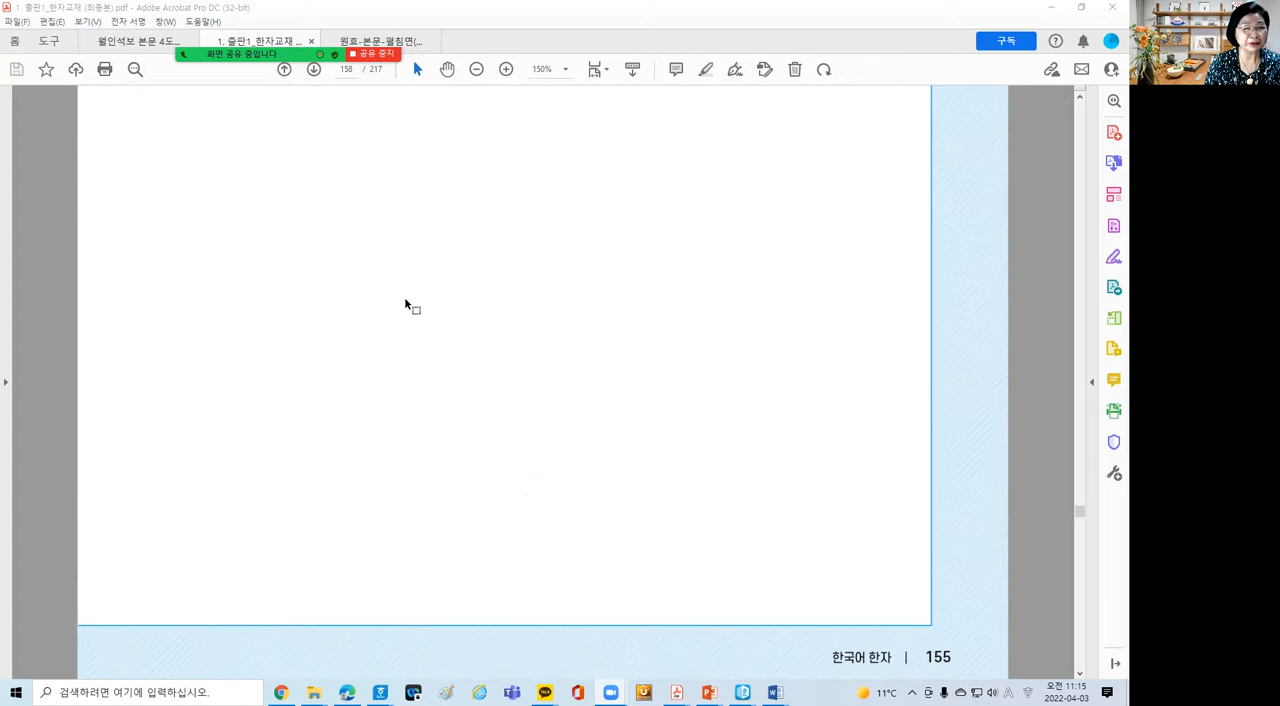 1. 출판1_한자교재 (최종본).pdf - Adobe Acrobat Pro DC (32-bit)
파일(F) 편집(E) 보기(V) 전자 서명 창(W) 도움말(H)
홈 도구 월인석보 본문 4도... 1. 출판1_한자교재 ... × 원효-본문-펼침면(... 구독
화면 공유 중입니다 공유 중지
158 / 217 150%
한국어 한자 | 155
검색하려면 여기에 입력하십시오.
11°C
오전 11:15
2022-04-03